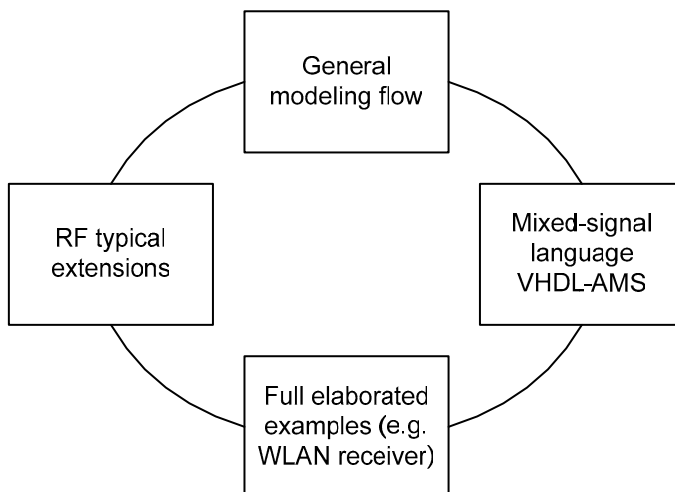 General
modeling flow
RF typical
extensions
Mixed-signal
language
VHDL-AMS
Full elaborated
examples (e.g.
WLAN receiver)